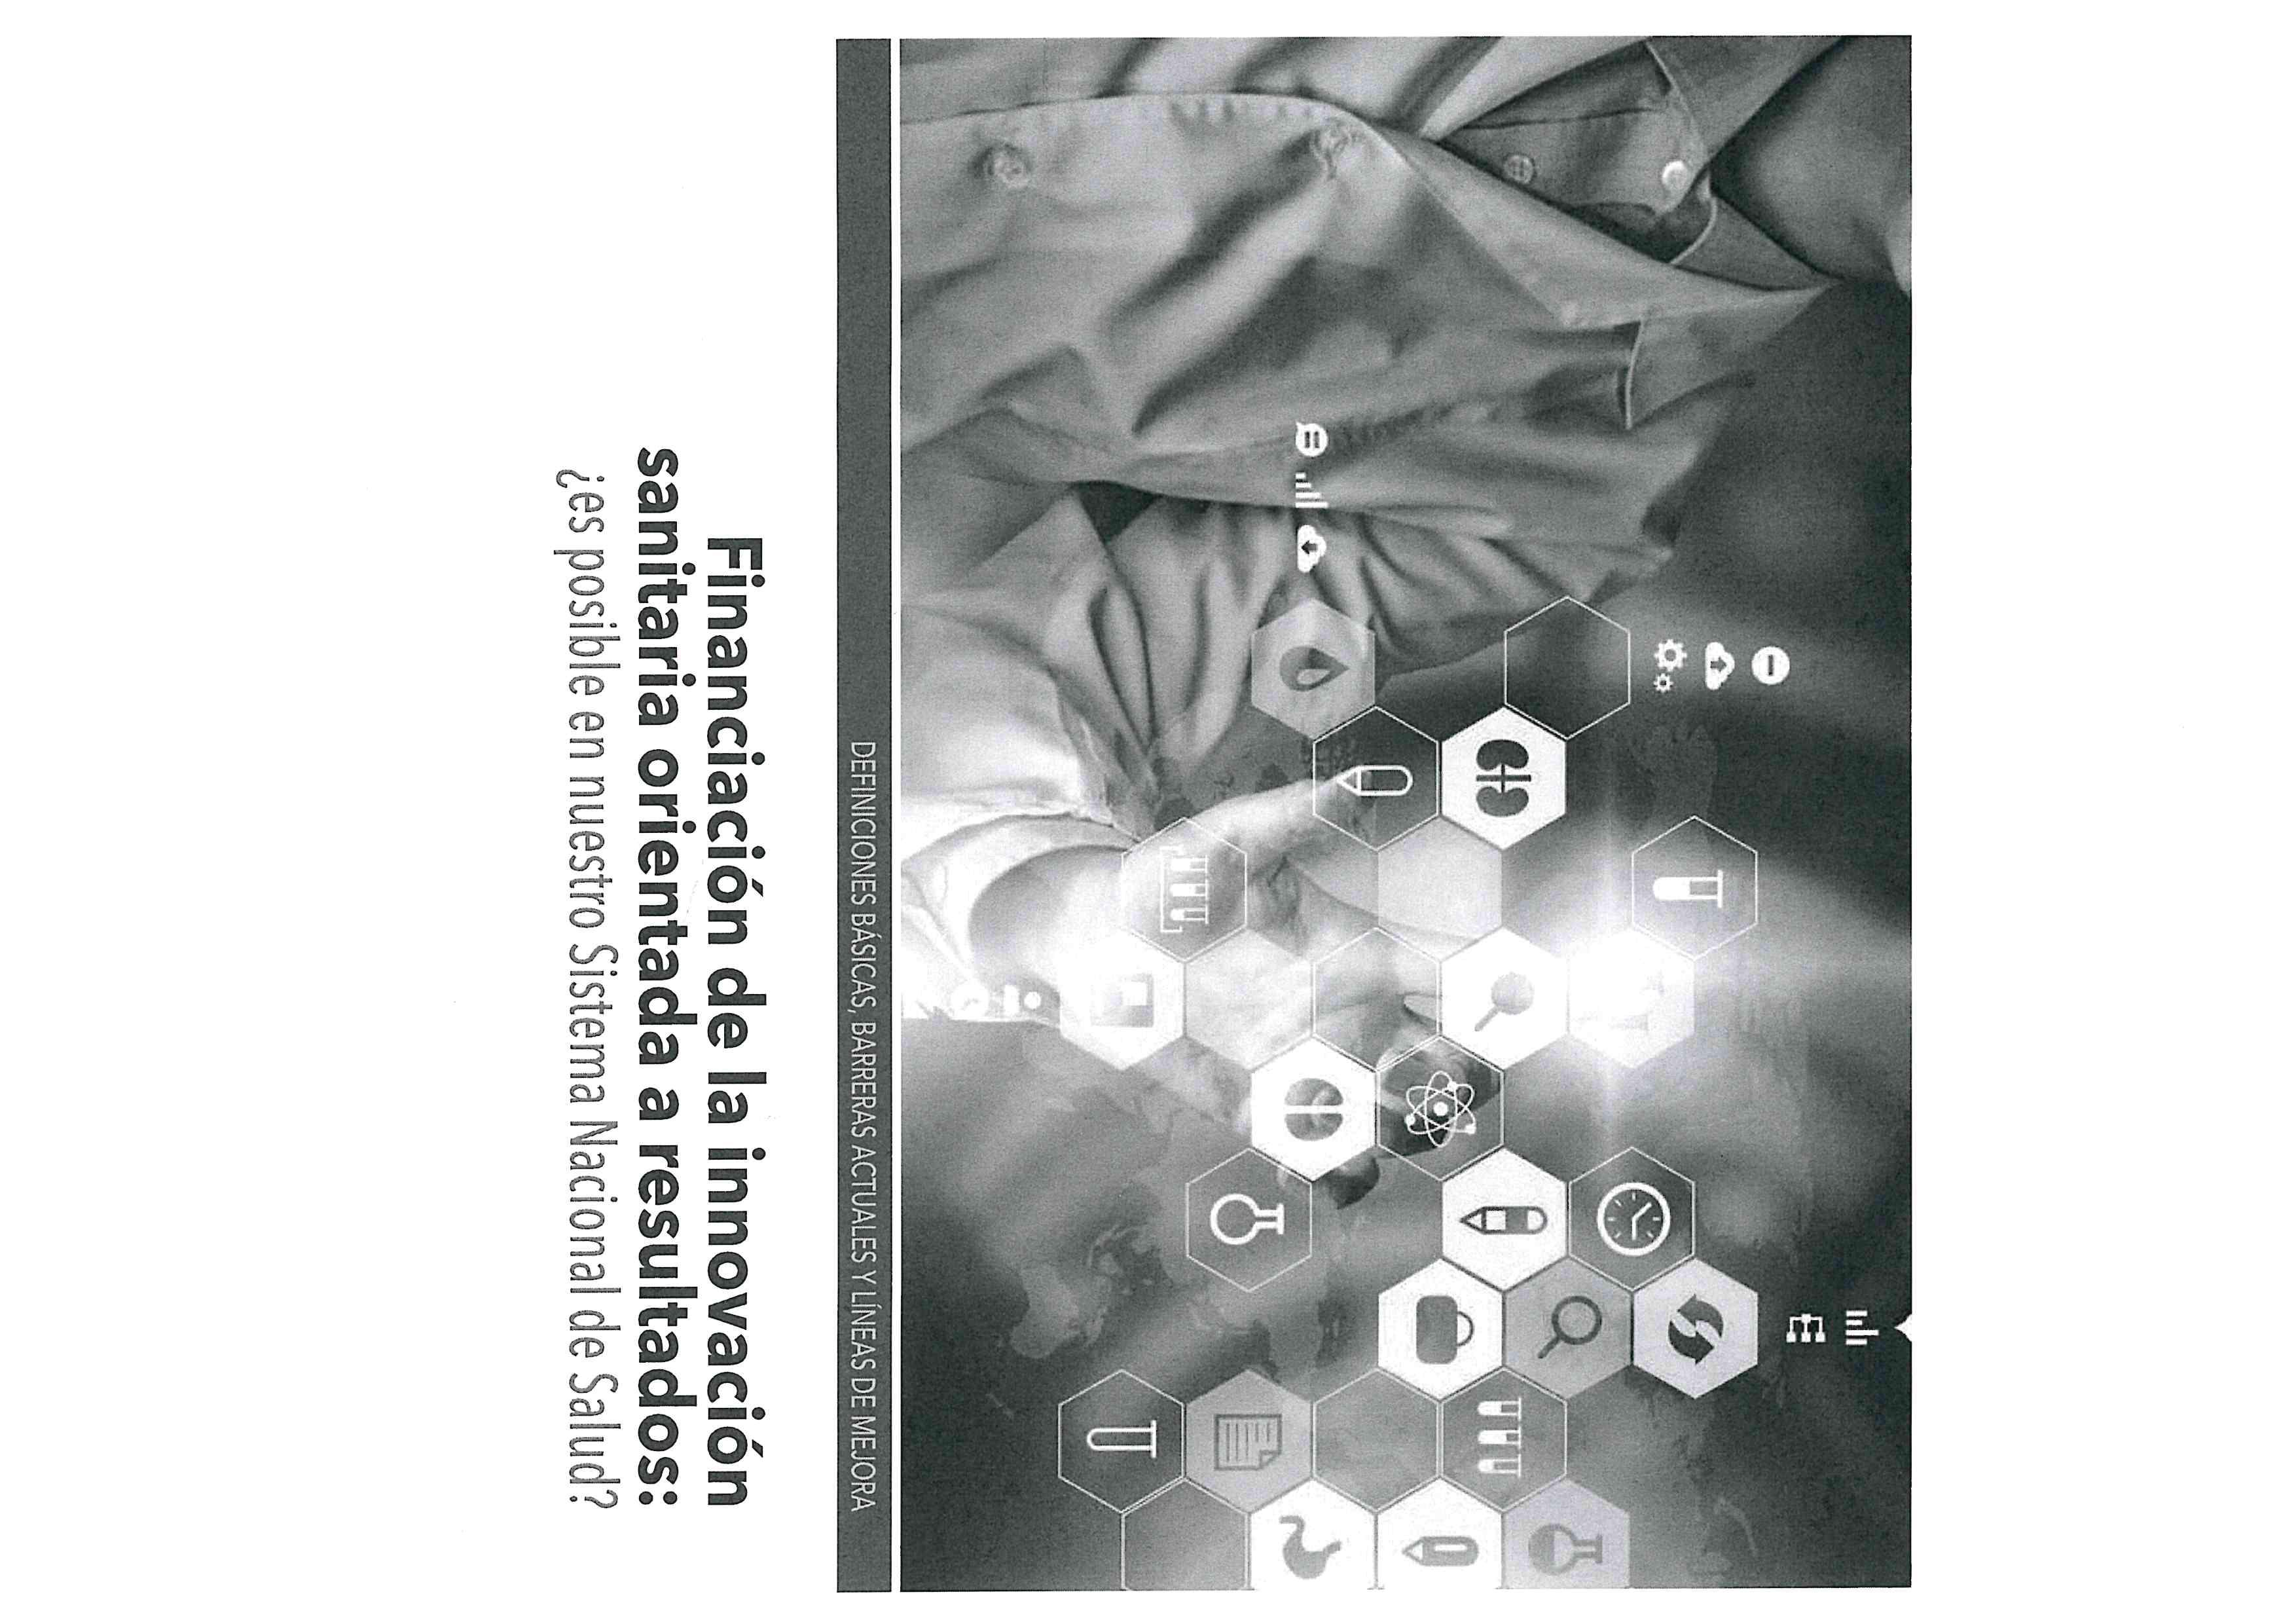 DEFINICIONES BÁSICAS, BARRERAS ACTUALES Y LÍNEAS DE MEJORA
Financiación de la innovación
sanitaria orientada a resultados:
¿es posible en nuestro Sistema Nacional de Salud?